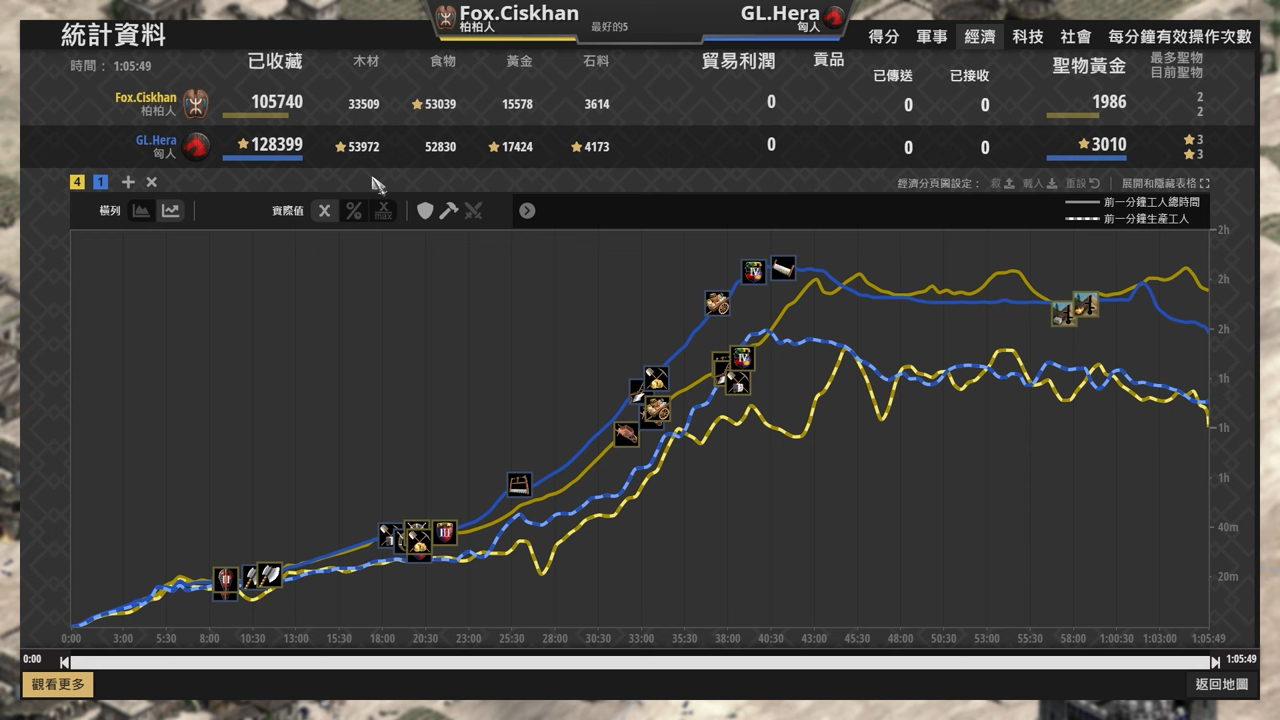 Fox.Ciskhan
柏柏人
最好的5
GL.Hera
匈人
統計資料
得分 軍事 經濟 科技 社會 每分鐘有效操作次數
時間： 1:05:49
已收藏 木材 食物 黃金 石料 貿易利潤 貢品 已傳送 已接收 聖物黃金 最多聖物
目前聖物
Fox.Ciskhan
柏柏人
105740 33509 53039 15578 3614 0 0 0 1986 2
2
GL.Hera
匈人
128399 53972 52830 17424 4173 0 0 0 3010 3
3
4 1
經濟分頁圖設定： 載入 重設 展開和隱藏表格
橫列 實際值 X % X max
前一分鐘工人總時間
前一分鐘生產工人
2h
2h
2h
1h
1h
1h
40m
20m
0:00 3:00 5:30 8:00 10:30 13:00 15:30 18:00 20:30 23:00 25:30 28:00 30:30 33:00 35:30 38:00 40:30 43:00 45:30 48:00 50:30 53:00 55:30 58:00 1:00:30 1:03:00 1:05:49
0:00 1:05:49
觀看更多 返回地圖